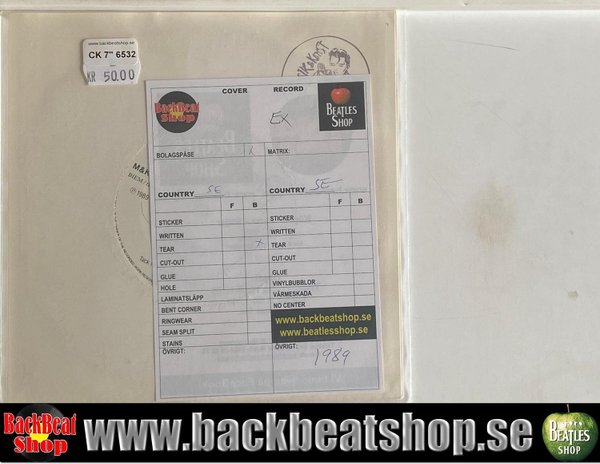 www.backbeatshop.se
CK 7" 6532
KR 50.00
COVER RECORD
BackBeat Shop
EX
BEATLES SHOP
BOLAGSPÅSE X MATRIX:
COUNTRY SE COUNTRY SE
F B F B
STICKER STICKER
WRITTEN WRITTEN
TEAR X TEAR
CUT-OUT CUT-OUT
GLUE GLUE
HOLE VINYLBUBBLOR
LAMINATSLÄPP VÄRMESKADA
BENT CORNER NO CENTER
RINGWEAR www.backbeatshop.se
SEAM SPLIT www.beatlesshop.se
STAINS
ÖVRIGT: ÖVRIGT:
1989
M&K
BIEM/
℗ 1989
BackBeat Shop www.backbeatshop.se BEATLES SHOP